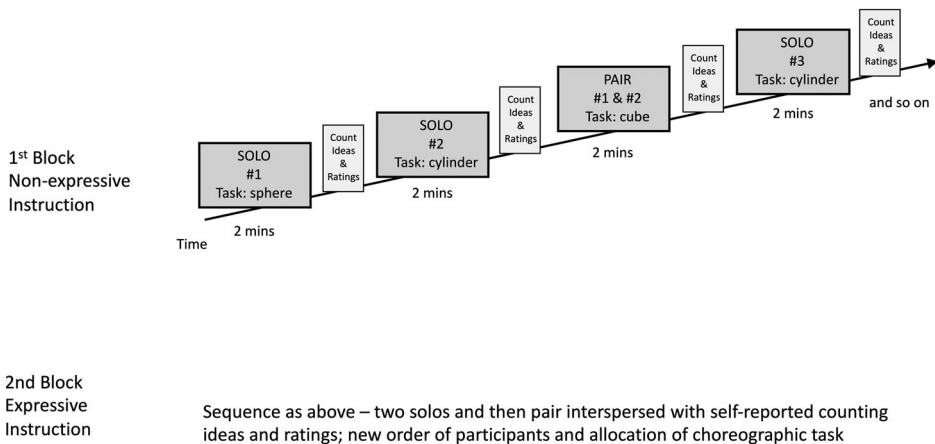 SOLO
#1
Task: sphere
2 mins
Count
Ideas
&
Ratings
SOLO
#2
Task: cylinder
2 mins
Count
Ideas
&
Ratings
PAIR
#1 & #2
Task: cube
2 mins
Count
Ideas
&
Ratings
SOLO
#3
Task: cylinder
2 mins
Count
Ideas
&
Ratings
and so on
1st Block
Non-expressive
Instruction
Time
2nd Block
Expressive
Instruction
Sequence as above – two solos and then pair interspersed with self-reported counting
ideas and ratings; new order of participants and allocation of choreographic task